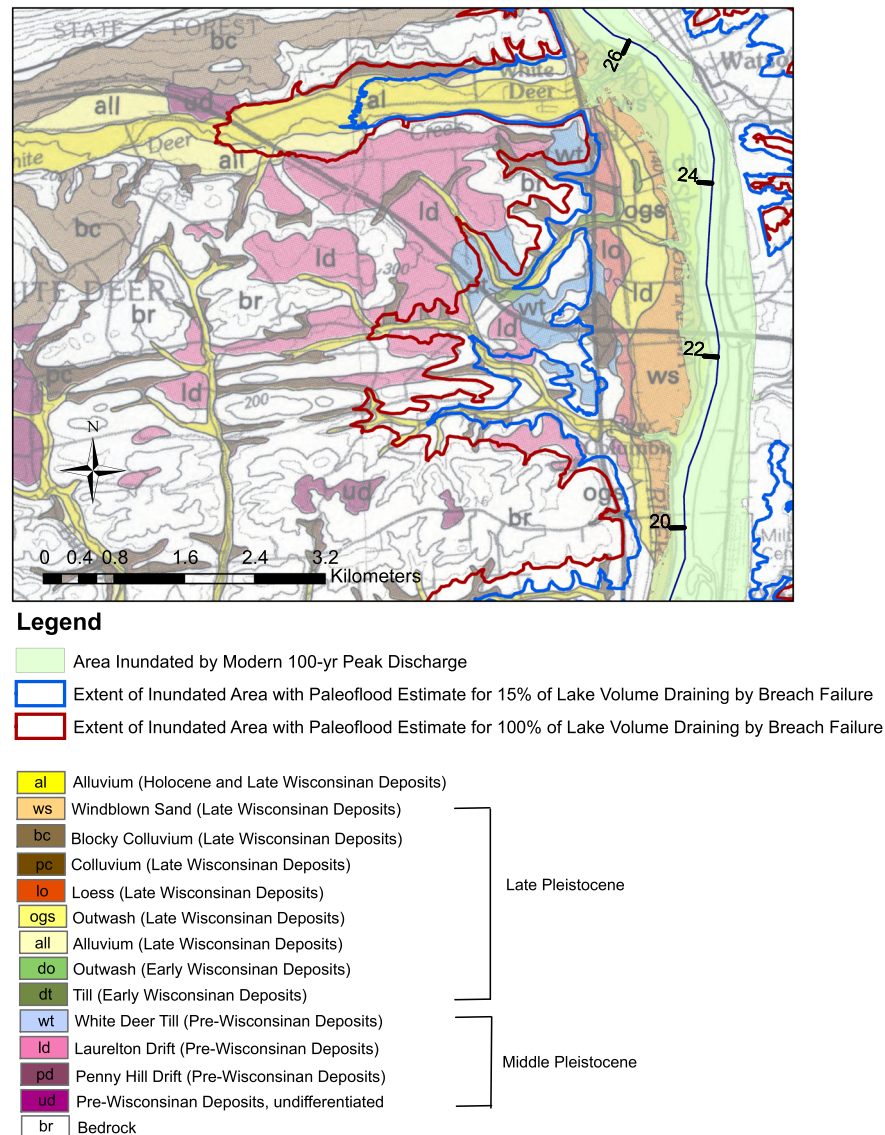 STATE FOREST
bc
26
Watso
White
Deer
all
ud
al
Creek
Deer
all
hite
wt
br
24
ld
ogs
bc
ld
lo
300
ITE DEER
br
br
wt
ld
ld
pc
ld
22
ws
200
N
ud
ogs
br
20
0 0.4 0.8 1.6 2.4 3.2
Kilometers
Legend
Area Inundated by Modern 100-yr Peak Discharge
Extent of Inundated Area with Paleoflood Estimate for 15% of Lake Volume Draining by Breach Failure
Extent of Inundated Area with Paleoflood Estimate for 100% of Lake Volume Draining by Breach Failure
al Alluvium (Holocene and Late Wisconsinan Deposits)
ws Windblown Sand (Late Wisconsinan Deposits)
bc Blocky Colluvium (Late Wisconsinan Deposits)
pc Colluvium (Late Wisconsinan Deposits)
lo Loess (Late Wisconsinan Deposits)
ogs Outwash (Late Wisconsinan Deposits)
all Alluvium (Late Wisconsinan Deposits)
do Outwash (Early Wisconsinan Deposits)
dt Till (Early Wisconsinan Deposits)
Late Pleistocene
wt White Deer Till (Pre-Wisconsinan Deposits)
ld Laurelton Drift (Pre-Wisconsinan Deposits)
pd Penny Hill Drift (Pre-Wisconsinan Deposits)
ud Pre-Wisconsinan Deposits, undifferentiated
Middle Pleistocene
br Bedrock